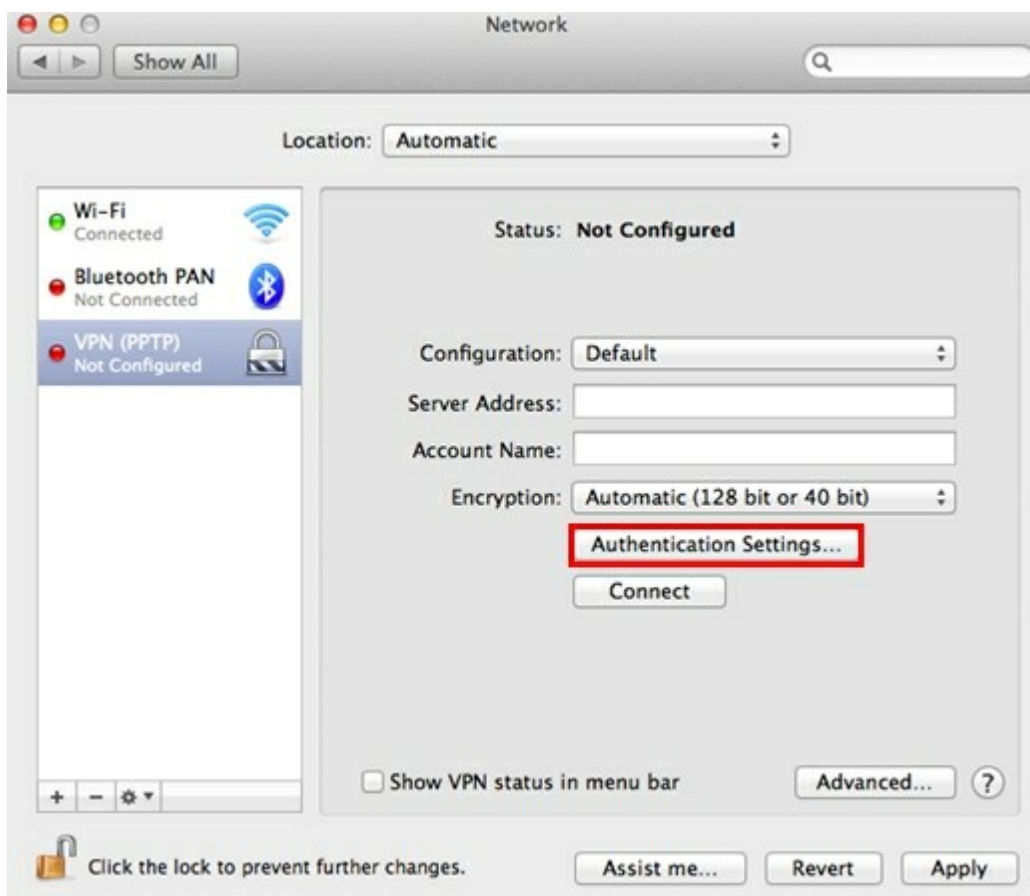 Network
Show All
Location: Automatic
Wi-Fi
Connected
Bluetooth PAN
Not Connected
VPN (PPTP)
Not Configured
Status: Not Configured
Configuration: Default
Server Address:
Account Name:
Encryption: Automatic (128 bit or 40 bit)
Authentication Settings...
Connect
Show VPN status in menu bar
Advanced...
?
Click the lock to prevent further changes.
Assist me...
Revert
Apply